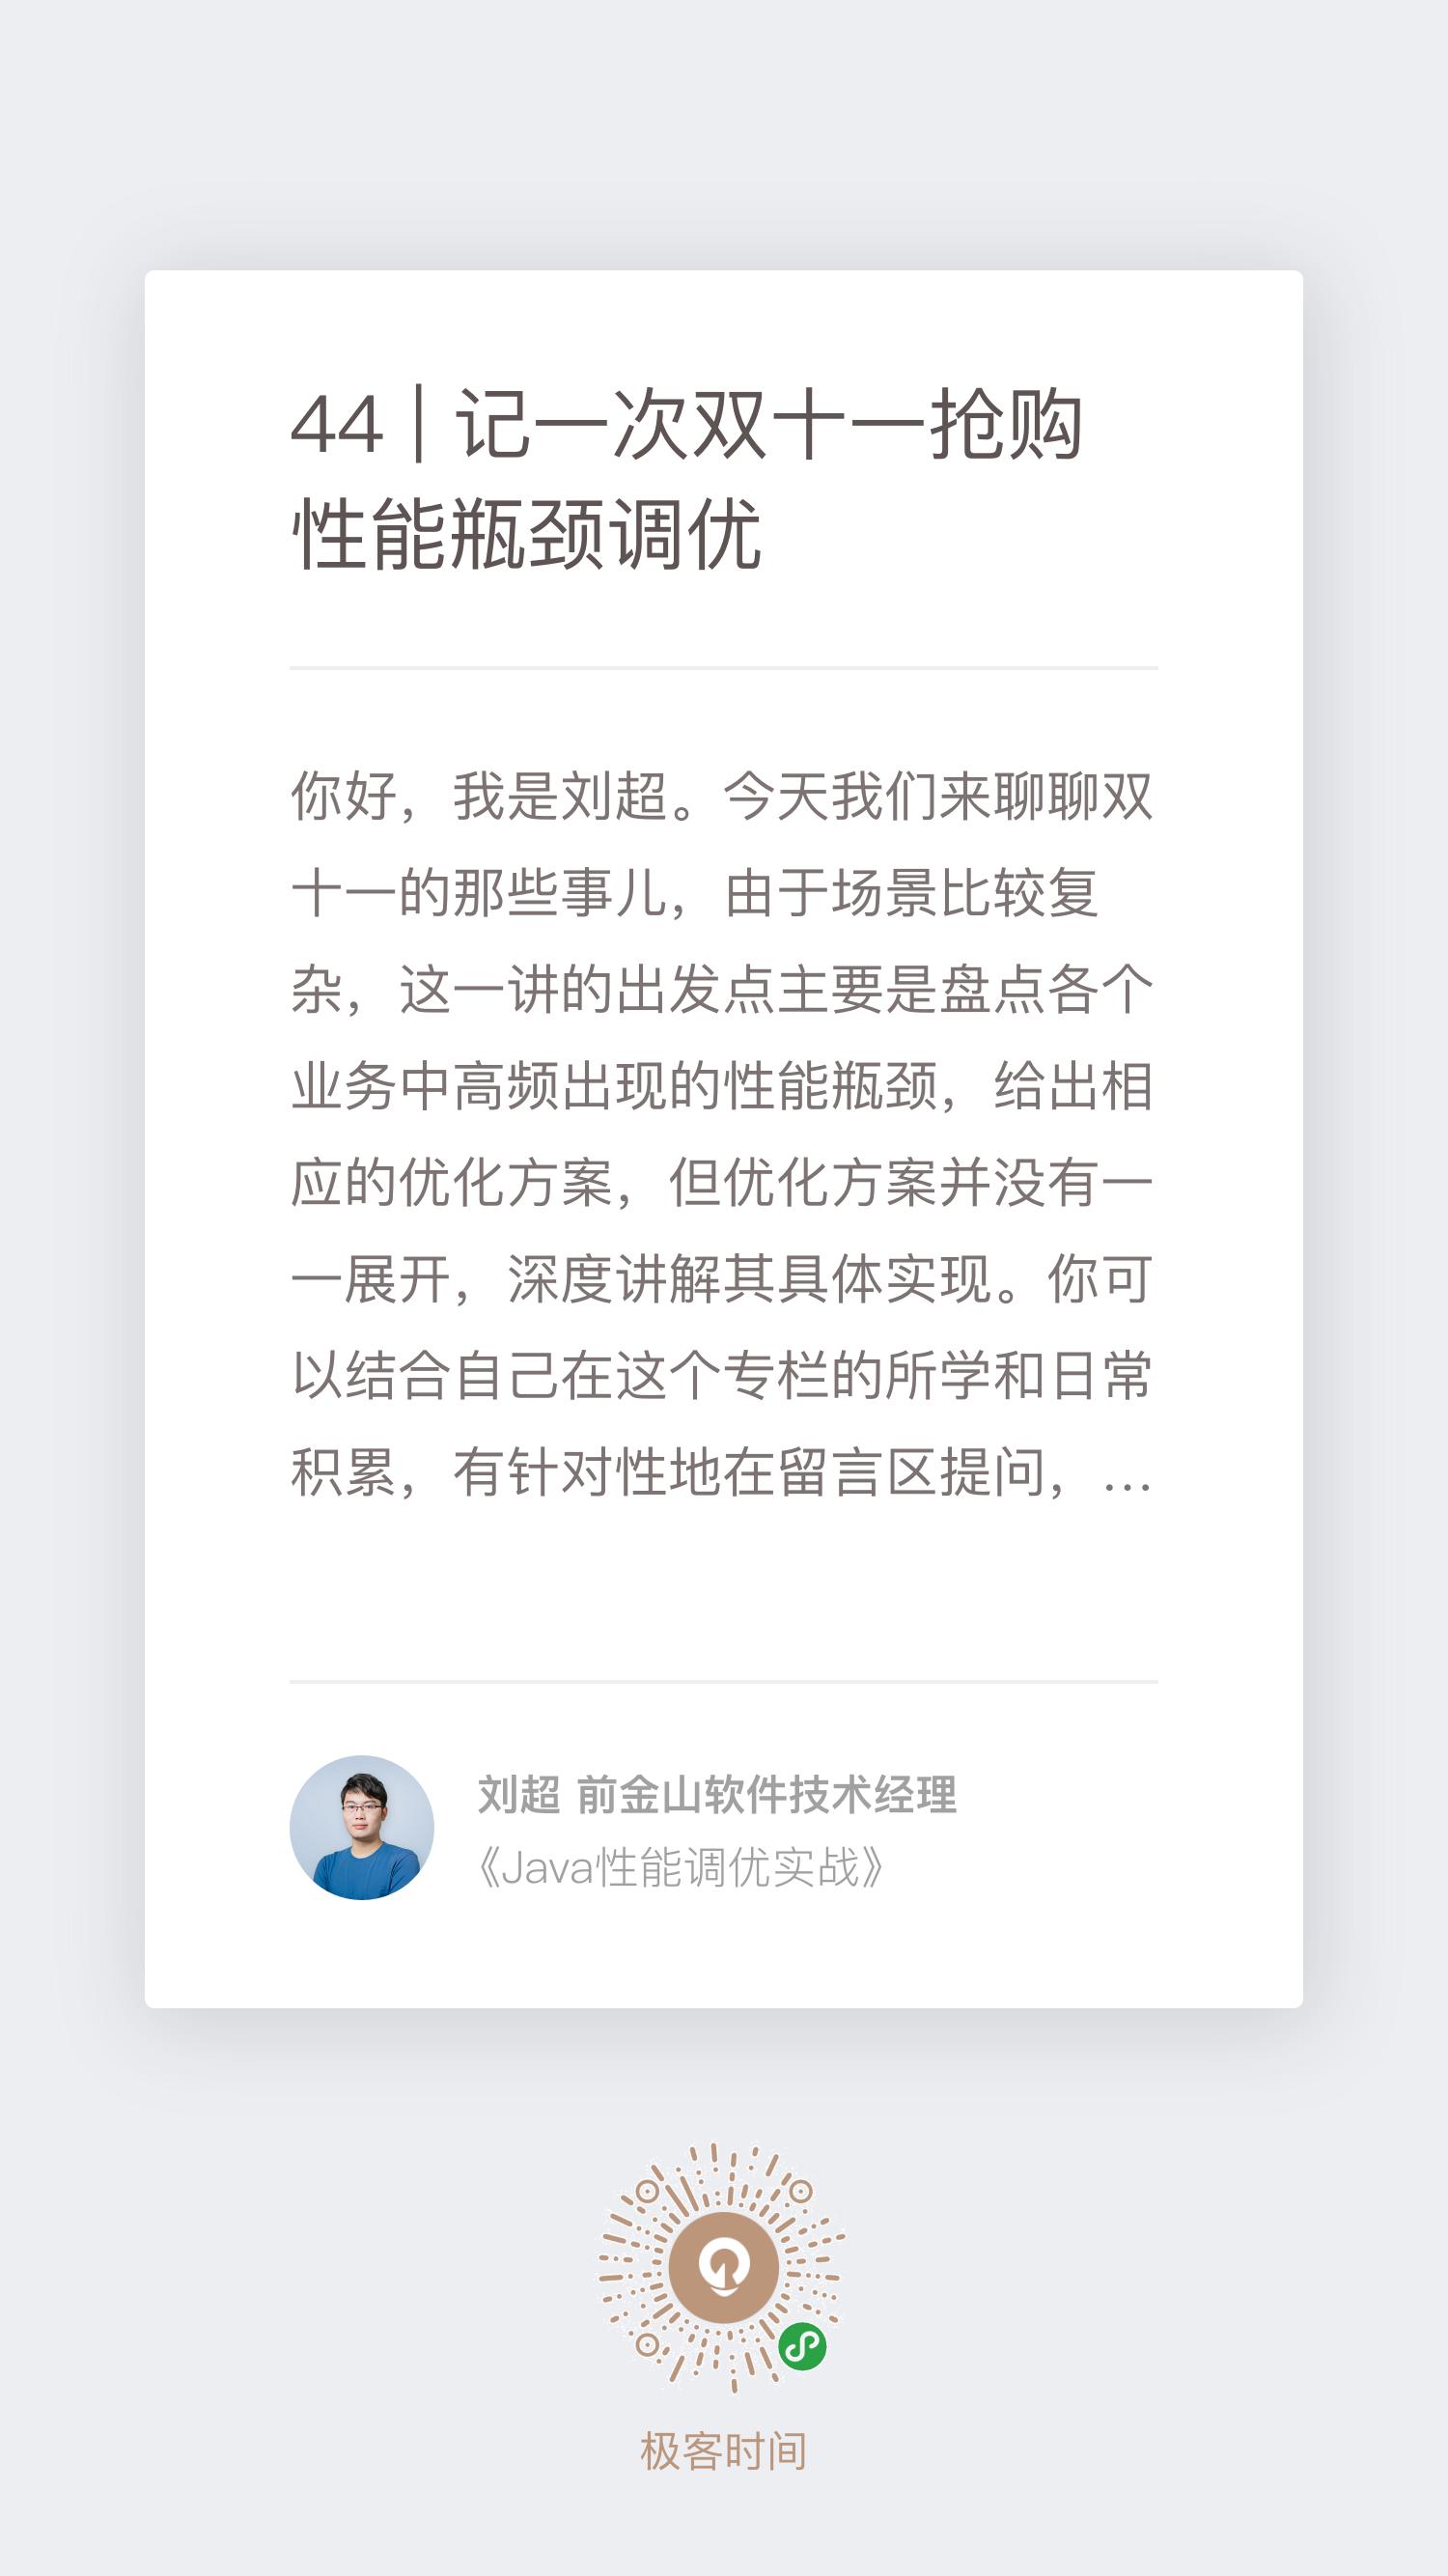 44 | 记一次双十一抢购
性能瓶颈调优
你好，我是刘超。今天我们来聊聊双
十一的那些事儿，由于场景比较复
杂，这一讲的出发点主要是盘点各个
业务中高频出现的性能瓶颈，给出相
应的优化方案，但优化方案并没有一
一展开，深度讲解其具体实现。你可
以结合自己在这个专栏的所学和日常
积累，有针对性地在留言区提问，…
刘超 前金山软件技术经理
《Java性能调优实战》
极客时间